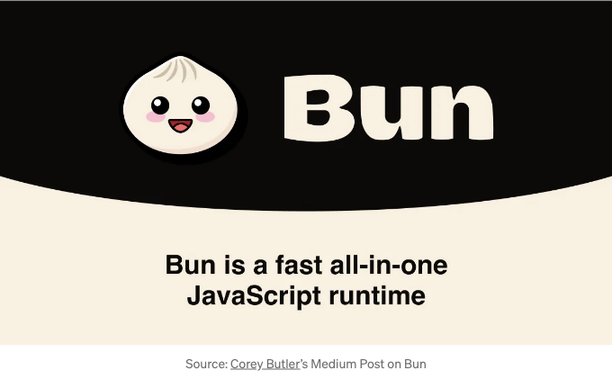 Bun
Bun is a fast all-in-one
JavaScript runtime
Source: Corey Butler's Medium Post on Bun